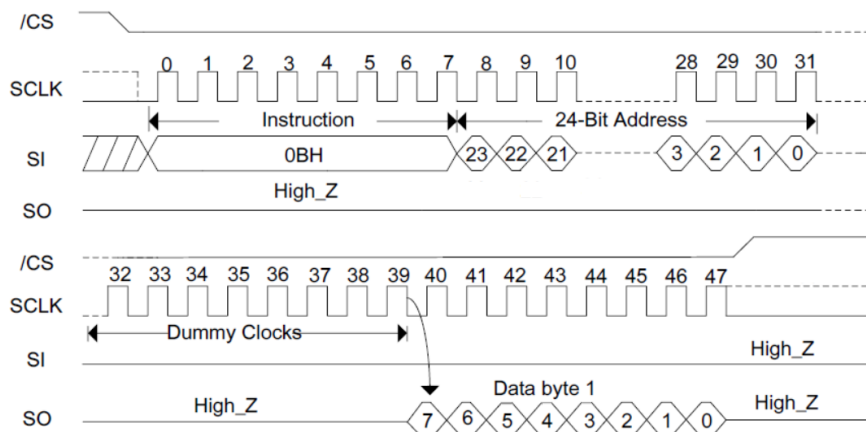 /CS
0 1 2 3 4 5 6 7 8 9 10 28 29 30 31
SCLK
Instruction 24-Bit Address
SI 0BH 23 22 21 3 2 1 0
High_Z
SO
/CS
32 33 34 35 36 37 38 39 40 41 42 43 44 45 46 47
SCLK
Dummy Clocks
SI High_Z
High_Z Data byte 1 High_Z
SO 7 6 5 4 3 2 1 0